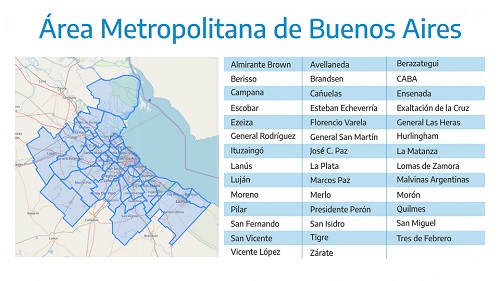 Área Metropolitana de Buenos Aires
Almirante Brown Avellaneda Berazategui
Berisso Brandsen CABA
Campana Cañuelas Ensenada
Escobar Esteban Echeverría Exaltación de la Cruz
Ezeiza Florencio Varela General Las Heras
General Rodríguez General San Martín Hurlingham
Ituzaingó José C. Paz La Matanza
Lanús La Plata Lomas de Zamora
Luján Marcos Paz Malvinas Argentinas
Moreno Merlo Morón
Pilar Presidente Perón Quilmes
San Fernando San Isidro San Miguel
San Vicente Tigre Tres de Febrero
Vicente López Zárate